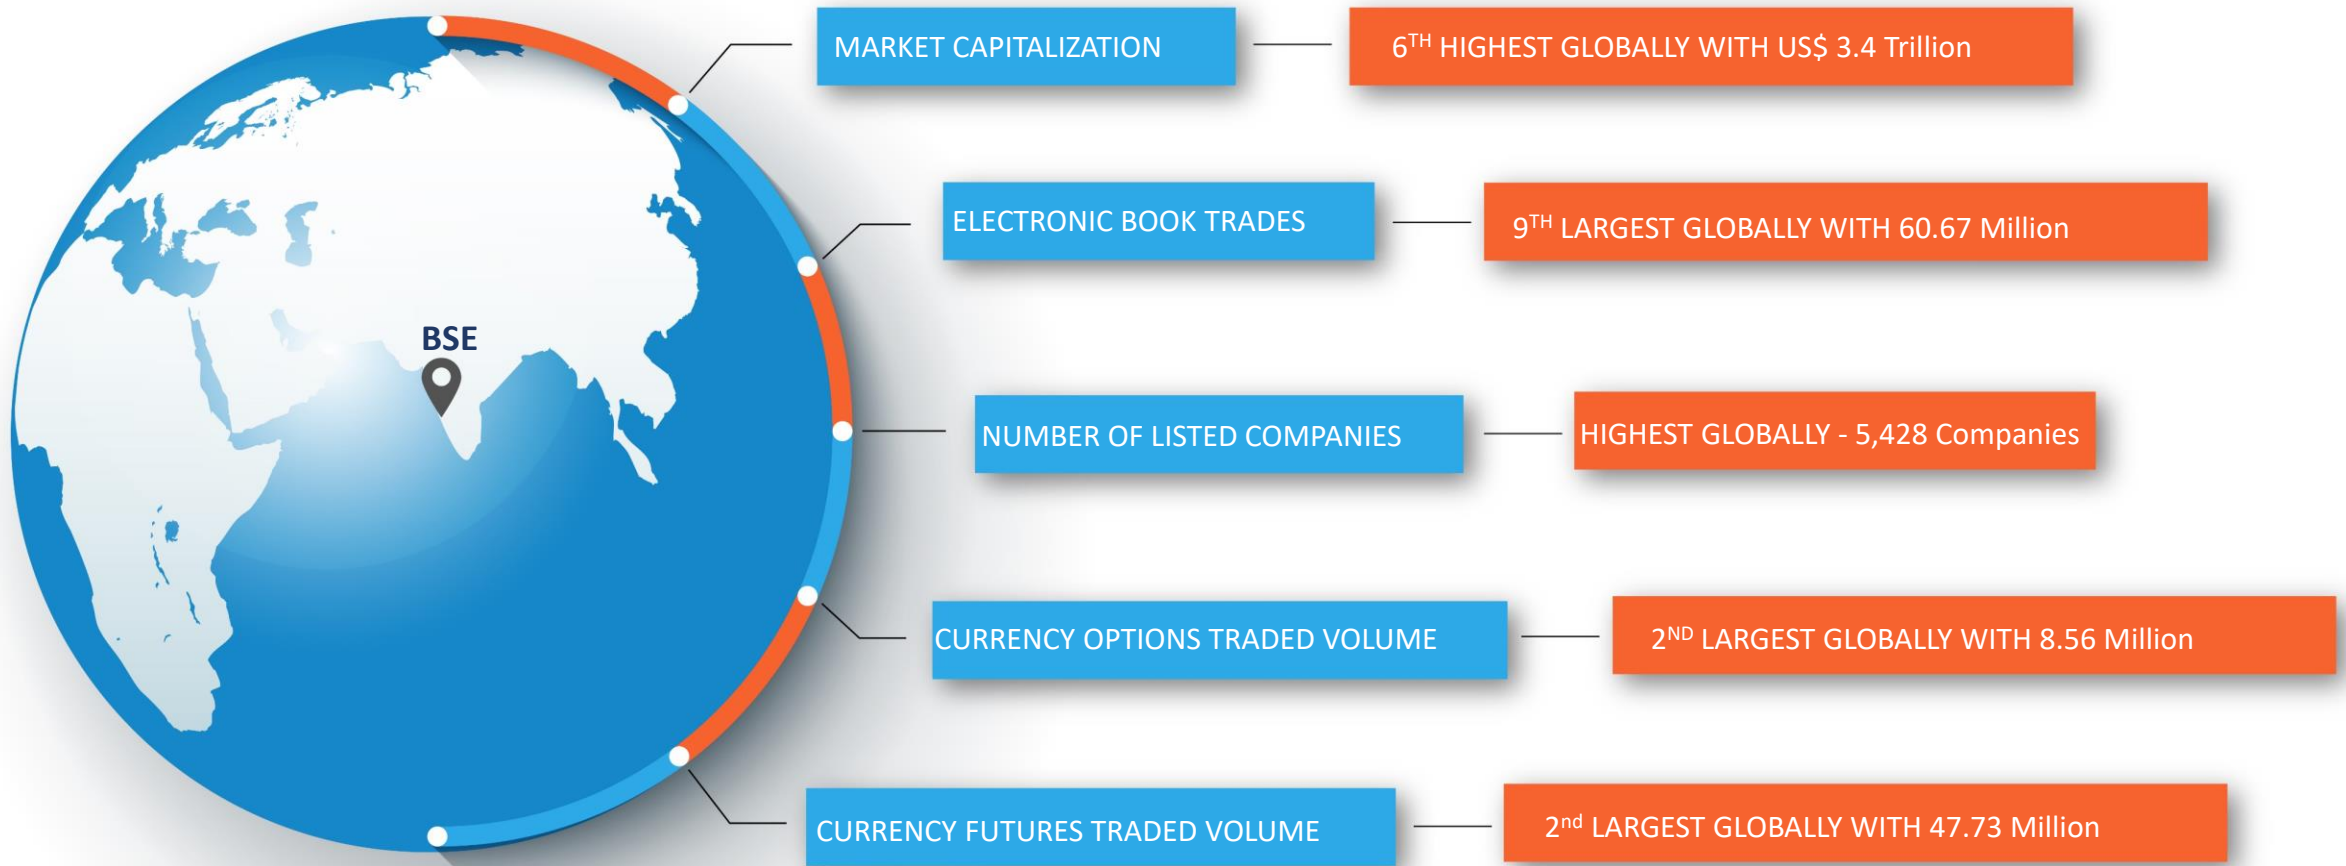 MARKET CAPITALIZATION
6TH HIGHEST GLOBALLY WITH US$ 3.4 Trillion
ELECTRONIC BOOK TRADES
9TH LARGEST GLOBALLY WITH 60.67 Million
BSE
NUMBER OF LISTED COMPANIES
HIGHEST GLOBALLY - 5,428 Companies
CURRENCY OPTIONS TRADED VOLUME
2ND LARGEST GLOBALLY WITH 8.56 Million
CURRENCY FUTURES TRADED VOLUME
2nd LARGEST GLOBALLY WITH 47.73 Million